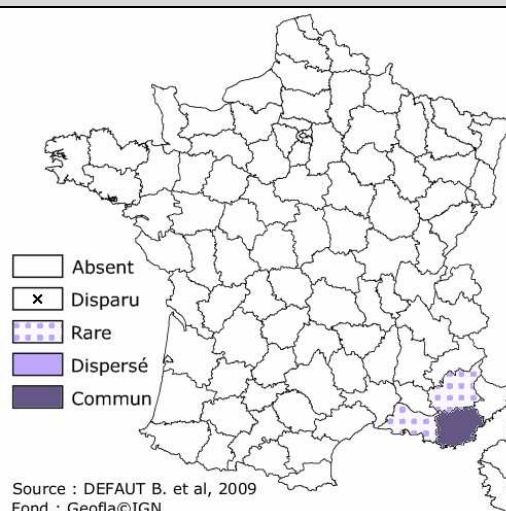 Absent
Disparu
Rare
Dispersé
Commun
Source : DEFAUT B. et al, 2009
Fond : Geofla©IGN